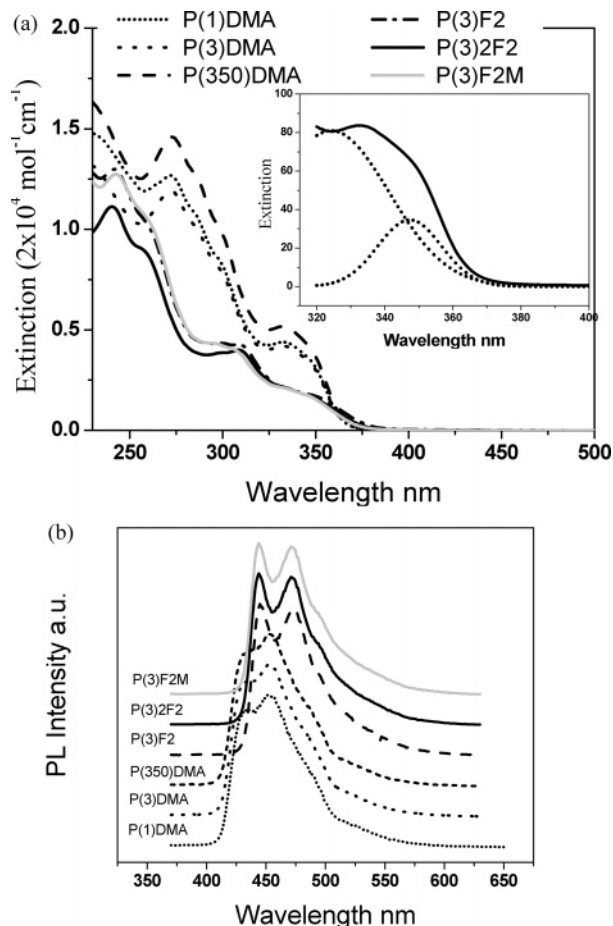 (a)
P(1)DMA
P(3)F2
P(3)DMA
P(3)2F2
P(350)DMA
P(3)F2M
Extinction (2x10⁴ mol⁻¹cm⁻¹)
2.0
1.5
1.0
0.5
0.0
250 300 350 400 450 500
Wavelength nm
Extinction
100
80
60
40
20
0
320 340 360 380 400
Wavelength nm
(b)
PL Intensity a.u.
P(3)F2M
P(3)2F2
P(3)F2
P(350)DMA
P(3)DMA
P(1)DMA
350 400 450 500 550 600 650
Wavelength nm